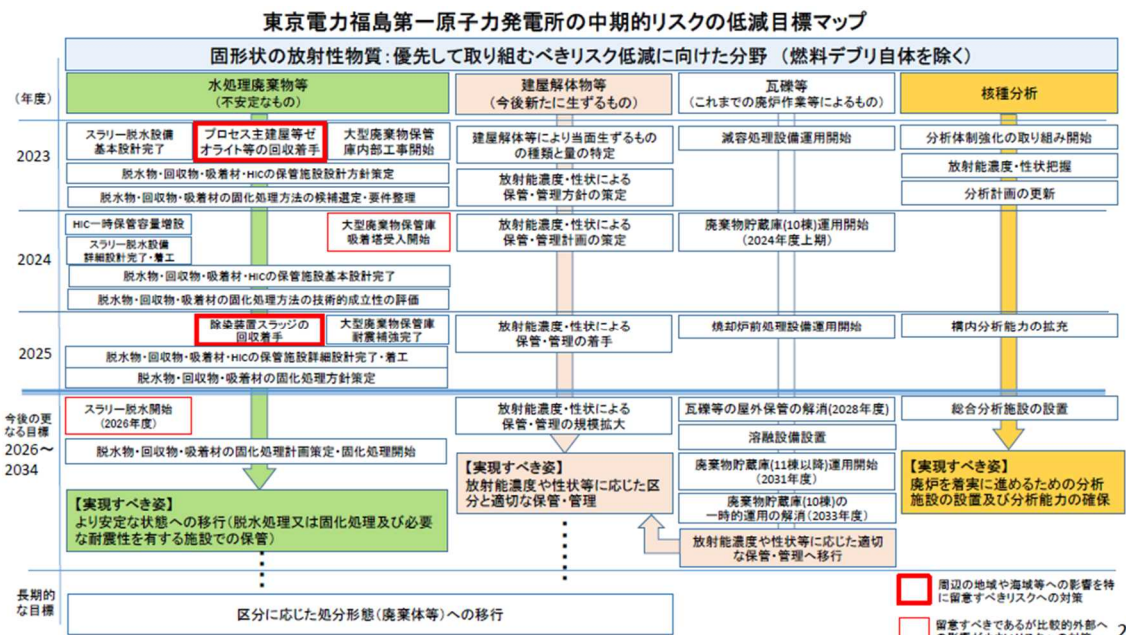 東京電力福島第一原子力発電所の中期的リスクの低減目標マップ
固形状の放射性物質：優先して取り組むべきリスク低減に向けた分野 （燃料デブリ自体を除く）
（年度）
水処理廃棄物等
（不安定なもの）
建屋解体物等
（今後新たに生ずるもの）
瓦礫等
（これまでの廃炉作業等によるもの）
核種分析
2023
スラリー脱水設備
基本設計完了
プロセス主建屋等ゼ
オライト等の回収着手
大型廃棄物保管
庫内部工事開始
脱水物・回収物・吸着材・HICの保管施設設計方針策定
脱水物・回収物・吸着材の固化処理方法の候補選定・要件整理
建屋解体等により当面生ずるもの
の種類と量の特定
放射能濃度・性状による
保管・管理方針の策定
減容処理設備運用開始
分析体制強化の取り組み開始
放射能濃度・性状把握
分析計画の更新
2024
HIC一時保管容量増設
スラリー脱水設備
詳細設計完了・着工
大型廃棄物保管庫
吸着塔受入開始
脱水物・回収物・吸着材・HICの保管施設基本設計完了
脱水物・回収物・吸着材の固化処理方法の技術的成立性の評価
放射能濃度・性状による
保管・管理計画の策定
廃棄物貯蔵庫(10棟)運用開始
（2024年度上期）
2025
除染装置スラッジの
回収着手
大型廃棄物保管庫
耐震補強完了
脱水物・回収物・吸着材・HICの保管施設詳細設計完了・着工
脱水物・回収物・吸着材の固化処理方針策定
放射能濃度・性状による
保管・管理の着手
焼却炉前処理設備運用開始
構内分析能力の拡充
今後の更
なる目標
2026～
2034
スラリー脱水開始
（2026年度）
脱水物・回収物・吸着材の固化処理計画策定・固化処理開始
【実現すべき姿】
より安定な状態への移行（脱水処理又は固化処理及び必要
な耐震性を有する施設での保管）
放射能濃度・性状による
保管・管理の規模拡大
【実現すべき姿】
放射能濃度や性状等に応じた区
分と適切な保管・管理
瓦礫等の屋外保管の解消(2028年度)
溶融設備設置
廃棄物貯蔵庫(11棟以降)運用開始
（2031年度）
廃棄物貯蔵庫(10棟)の
一時的運用の解消(2033年度)
放射能濃度や性状等に応じた適切
な保管・管理へ移行
総合分析施設の設置
【実現すべき姿】
廃炉を着実に進めるための分析
施設の設置及び分析能力の確保
長期的
な目標
区分に応じた処分形態（廃棄体等）への移行
周辺の地域や海域等への影響を特
に留意すべきリスクへの対策
留意すべきであるが比較的外部へ
2